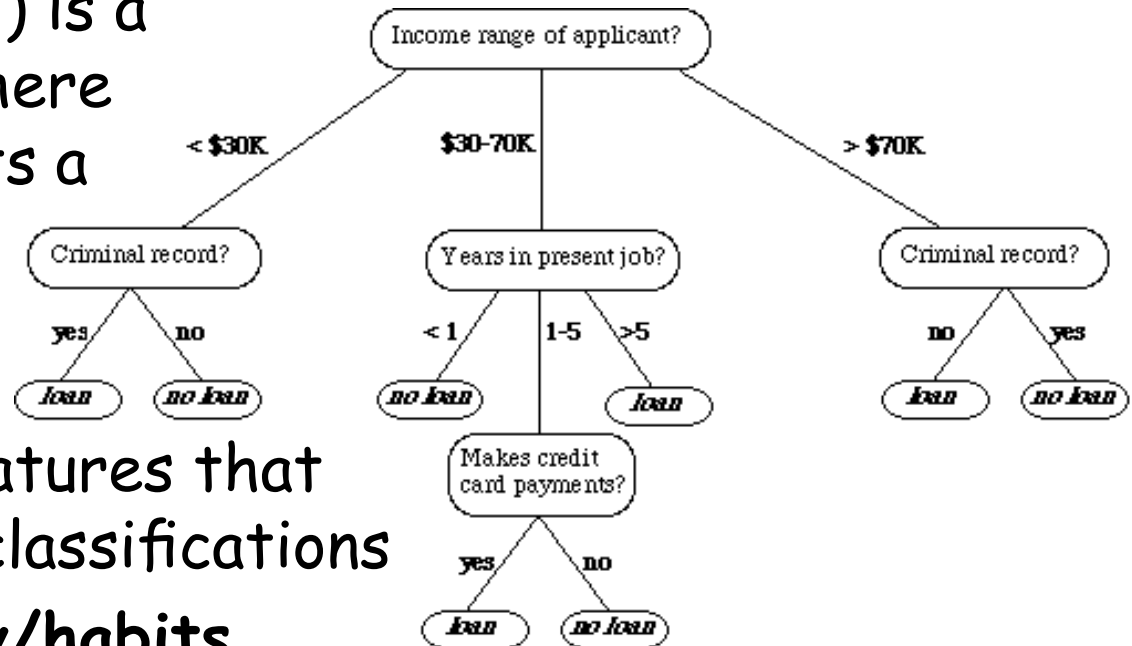 ) is a
Income range of applicant?
here
< $30K
$30-70K
> $70K
ts a
Criminal record?
Years in present job?
Criminal record?
yes
no
< 1
1-5
>5
no
yes
loan
no loan
no loan
loan
loan
no loan
atures that
Makes credit
card payments?
classifications
yes
no
loan
no loan
/habits